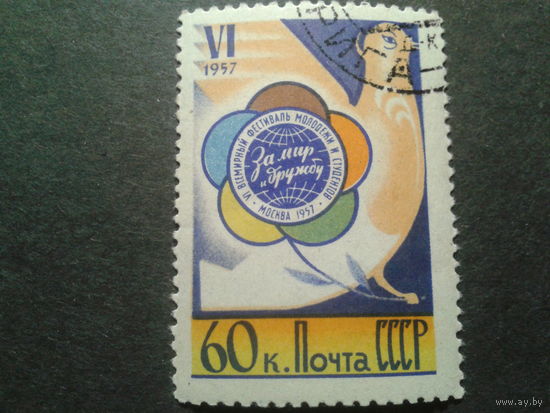 VI
1957
VI ВСЕМИРНЫЙ ФЕСТИВАЛЬ МОЛОДЕЖИ И СТУДЕНТОВ
• МОСКВА 1957 •
За мир
и дружбу
60 к. Почта СССР
www.ay.by